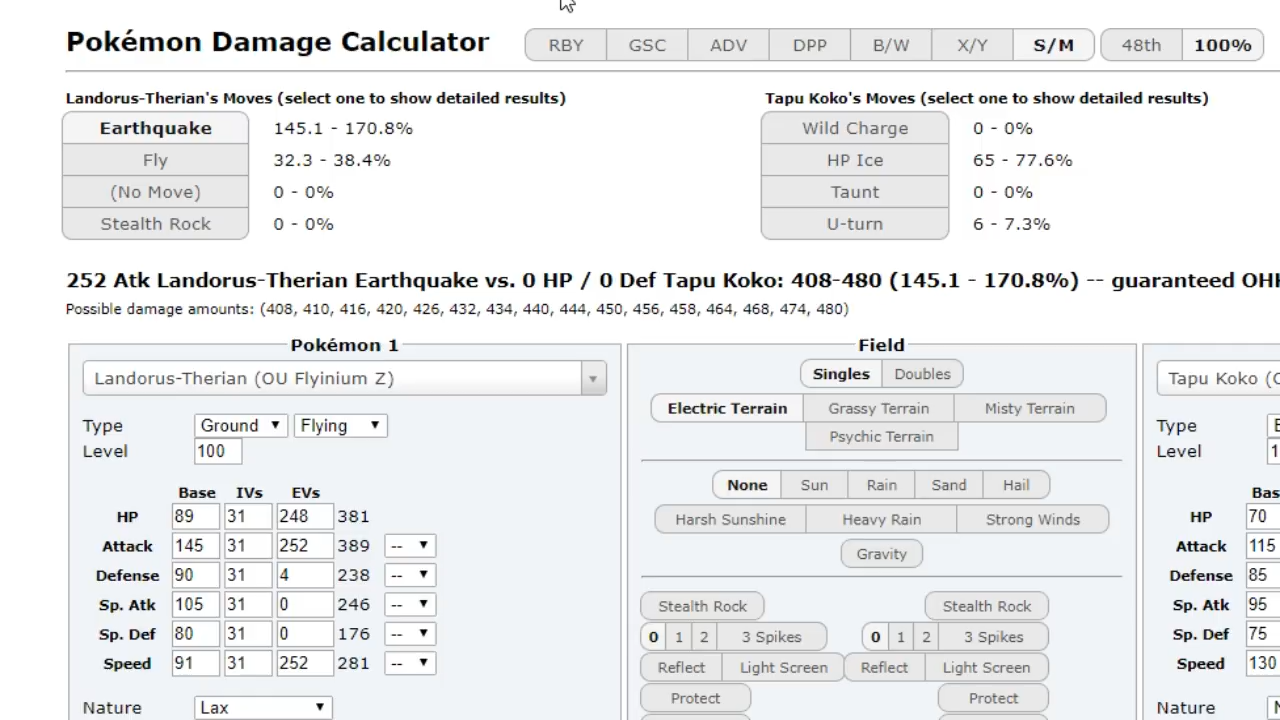 Pokémon Damage Calculator RBY GSC ADV DPP B/W X/Y S/M 48th 100%
Landorus-Therian's Moves (select one to show detailed results) Tapu Koko's Moves (select one to show detailed results)
Earthquake 145.1 - 170.8% Wild Charge 0 - 0%
Fly 32.3 - 38.4% HP Ice 65 - 77.6%
(No Move) 0 - 0% Taunt 0 - 0%
Stealth Rock 0 - 0% U-turn 6 - 7.3%
252 Atk Landorus-Therian Earthquake vs. 0 HP / 0 Def Tapu Koko: 408-480 (145.1 - 170.8%) -- guaranteed
Possible damage amounts: (408, 410, 416, 420, 426, 432, 434, 440, 444, 450, 456, 458, 464, 468, 474, 480)
Pokémon 1
Landorus-Therian (OU Flyinium Z)
Type Ground Flying
Level 100
Base IVs EVs
HP 89 31 248 381
Attack 145 31 252 389 --
Defense 90 31 4 238 --
Sp. Atk 105 31 0 246 --
Sp. Def 80 31 0 176 --
Speed 91 31 252 281 --
Nature Lax
Field
Singles Doubles
Electric Terrain Grassy Terrain Misty Terrain
Psychic Terrain
None Sun Rain Sand Hail
Harsh Sunshine Heavy Rain Strong Winds
Gravity
Stealth Rock Stealth Rock
0 1 2 3 Spikes 0 1 2 3 Spikes
Reflect Light Screen Reflect Light Screen
Protect Protect
Tapu Koko
Type
Level
HP 70
Attack 115
Defense 85
Sp. Atk 95
Sp. Def 75
Speed 130
Nature